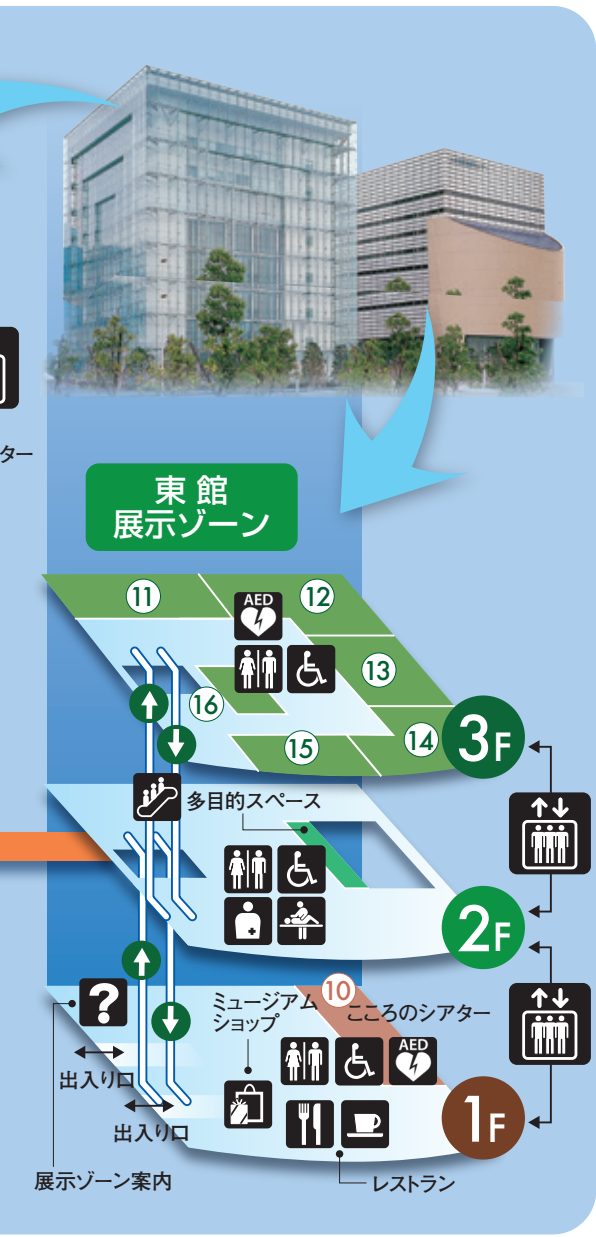 ター
東 館
展示ゾーン
11
12
AED
13
16
15
14
3F
多目的スペース
2F
?
ミュージアム
ショップ
10
こころのシアター
AED
出入り口
出入り口
1F
展示ゾーン案内
レストラン